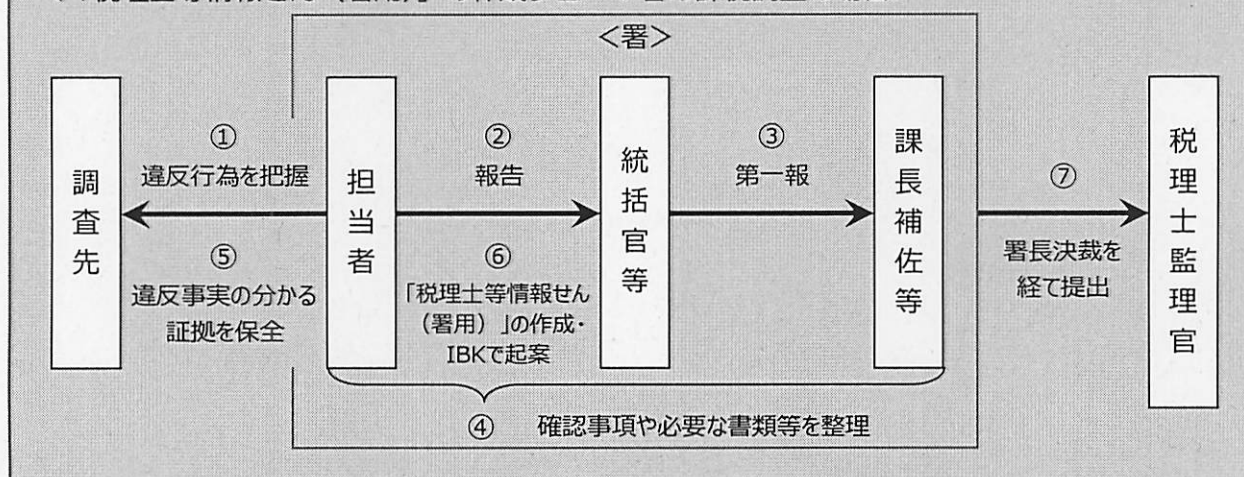 <署>
調査先
①
違反行為を把握
⑤
違反事実の分かる
証拠を保全
担当者
②
報告
⑥
「税理士等情報せん
(署用)」の作成・
IBKで起案
統括官等
③
第一報
課長補佐等
⑦
署長決裁を
経て提出
税理士監理官
④ 確認事項や必要な書類等を整理